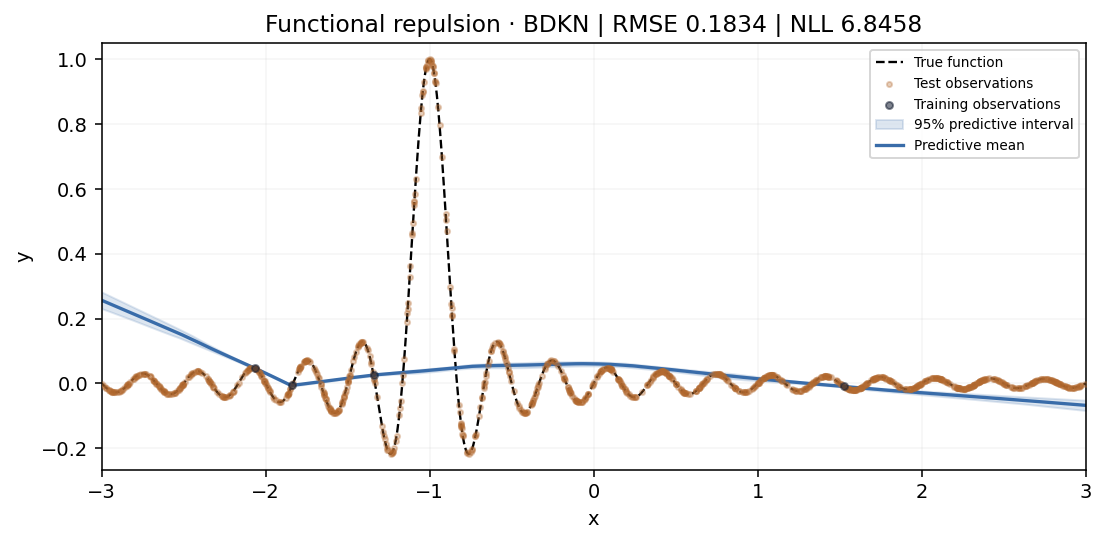 Functional repulsion · BDKN | RMSE 0.1834 | NLL 6.8458
True function
Test observations
Training observations
95% predictive interval
Predictive mean
1.0
0.8
0.6
0.4
0.2
0.0
−0.2
y
−3 −2 −1 0 1 2 3
x